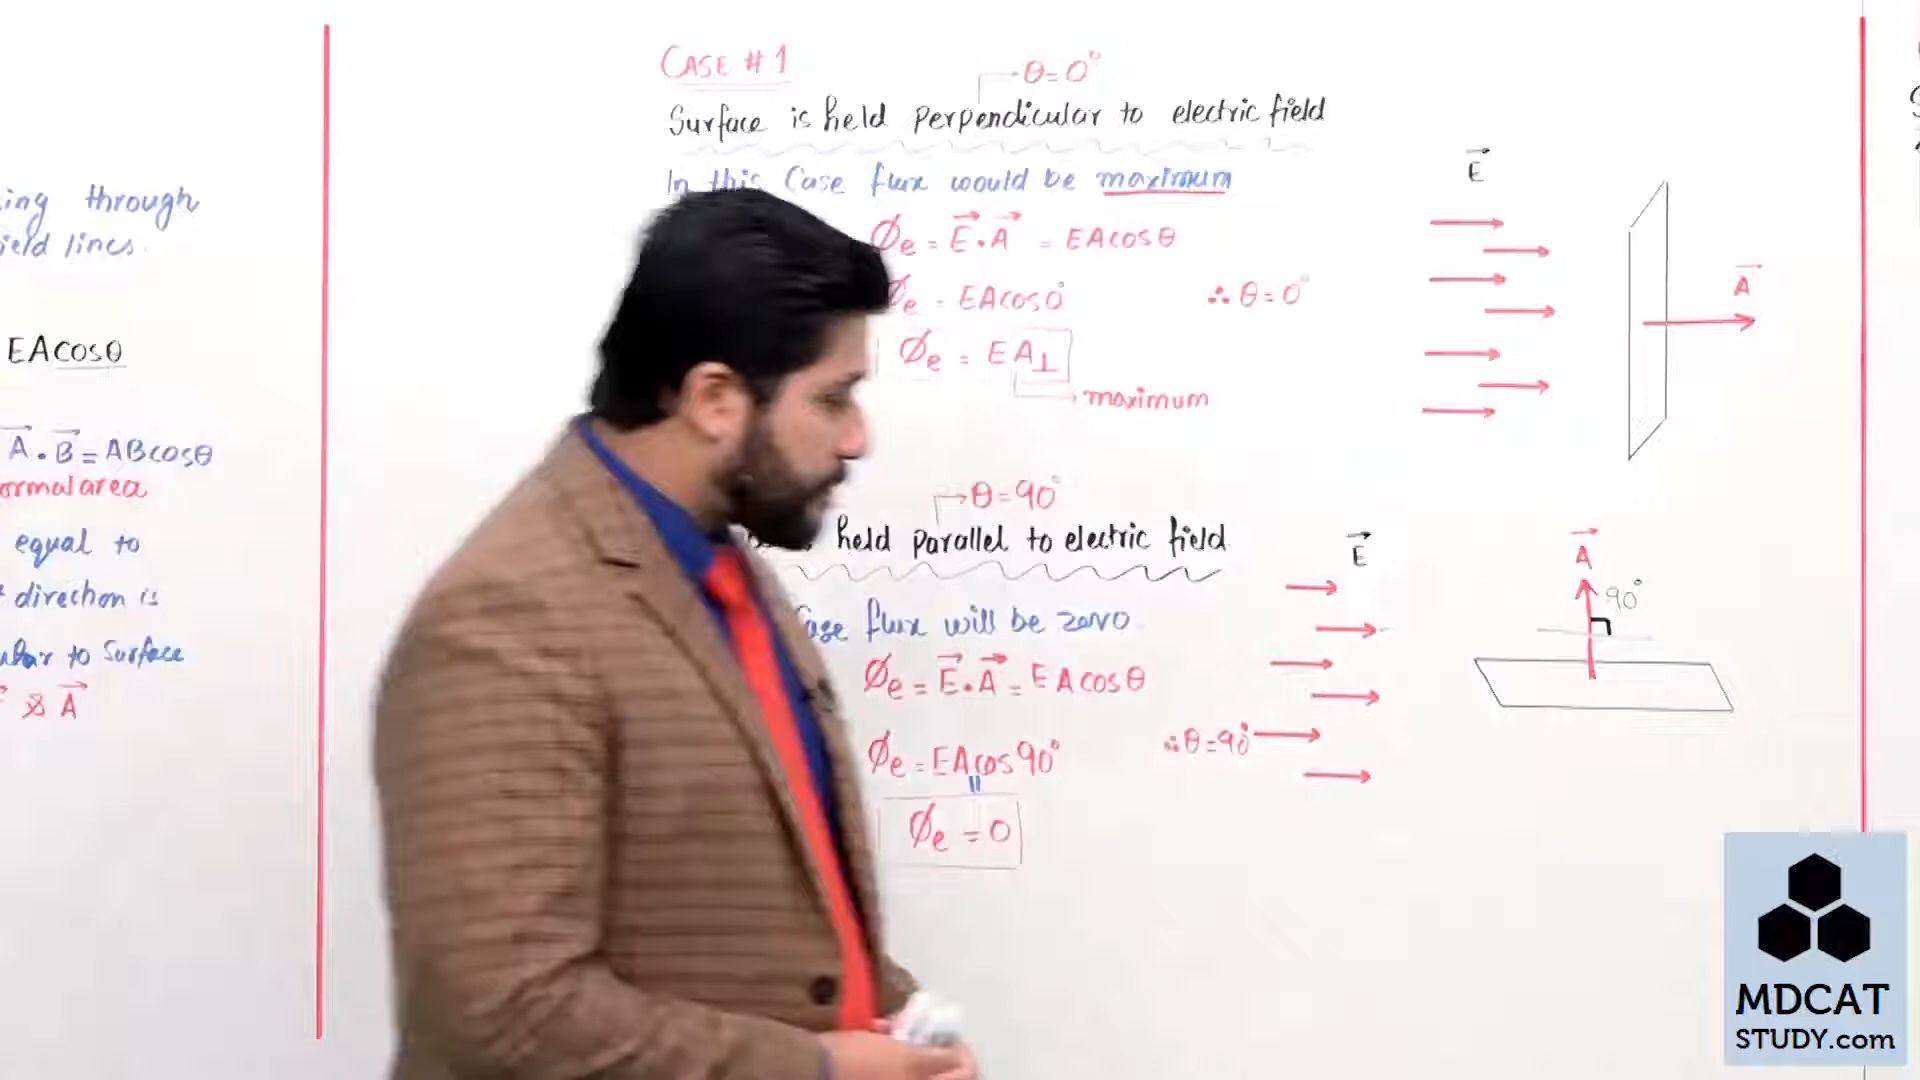 through
lines.
EAcosθ
A⃗ . B⃗ = ABcosθ
area
equal to
direction is
to Surface
A⃗
CASE # 1
θ=0°
Surface is held perpendicular to electric field
In this Case flux would be maximum
Øe = E⃗ . A⃗ = EAcosθ
Øe = EAcos0°
∴ θ=0°
Øe = EA⊥
maximum
E⃗
A⃗
θ=90°
held parallel to electric field
Case flux will be zero
Øe = E⃗ . A⃗ = EAcosθ
Øe = EAcos90°
∴ θ=90°
Øe = 0
E⃗
A⃗
90°
MDCAT
STUDY.com